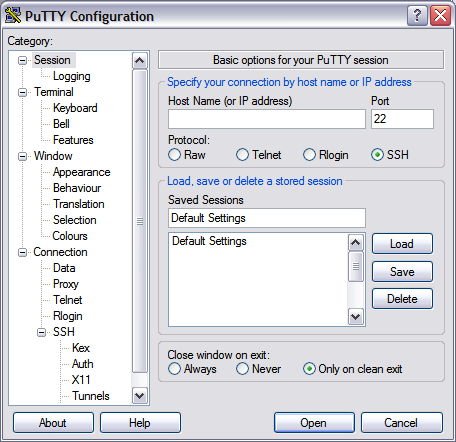 PuTTY Configuration
Category:
Session
Logging
Terminal
Keyboard
Bell
Features
Window
Appearance
Behaviour
Translation
Selection
Colours
Connection
Data
Proxy
Telnet
Rlogin
SSH
Kex
Auth
X11
Tunnels
Basic options for your PuTTY session
Specify your connection by host name or IP address
Host Name (or IP address) Port
22
Protocol:
Raw Telnet Rlogin SSH
Load, save or delete a stored session
Saved Sessions
Default Settings
Default Settings
Load
Save
Delete
Close window on exit:
Always Never Only on clean exit
About Help Open Cancel